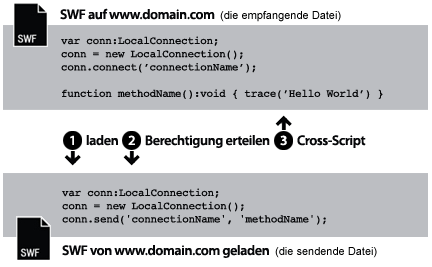 SWF auf www.domain.com (die empfangende Datei)
SWF
var conn:LocalConnection;
conn = new LocalConnection();
conn.connect(’connectionName’);
function methodName():void { trace(’Hello World’) }
1 laden 2 Berechtigung erteilen 3 Cross-Script
var conn:LocalConnection;
conn = new LocalConnection();
conn.send('connectionName', 'methodName');
SWF
SWF von www.domain.com geladen (die sendende Datei)